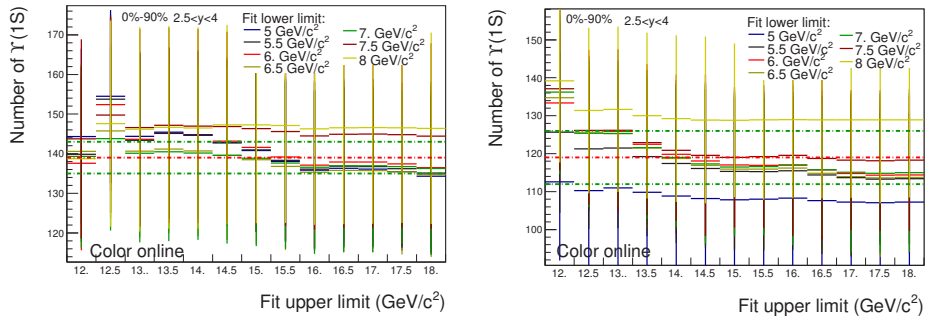 Number of ϒ(1S)
0%-90% 2.5<y<4
Fit lower limit:
5 GeV/c²
5.5 GeV/c²
6. GeV/c²
6.5 GeV/c²
7. GeV/c²
7.5 GeV/c²
8 GeV/c²
170
160
150
140
130
120
Color online
12. 12.5 13.. 13.5 14. 14.5 15. 15.5 16. 16.5 17. 17.5 18.
Fit upper limit (GeV/c²)
Number of ϒ(1S)
0%-90% 2.5<y<4
Fit lower limit:
5 GeV/c²
5.5 GeV/c²
6. GeV/c²
6.5 GeV/c²
7. GeV/c²
7.5 GeV/c²
8 GeV/c²
150
140
130
120
110
100
Color online
12. 12.5 13.. 13.5 14. 14.5 15. 15.5 16. 16.5 17. 17.5 18.
Fit upper limit (GeV/c²)